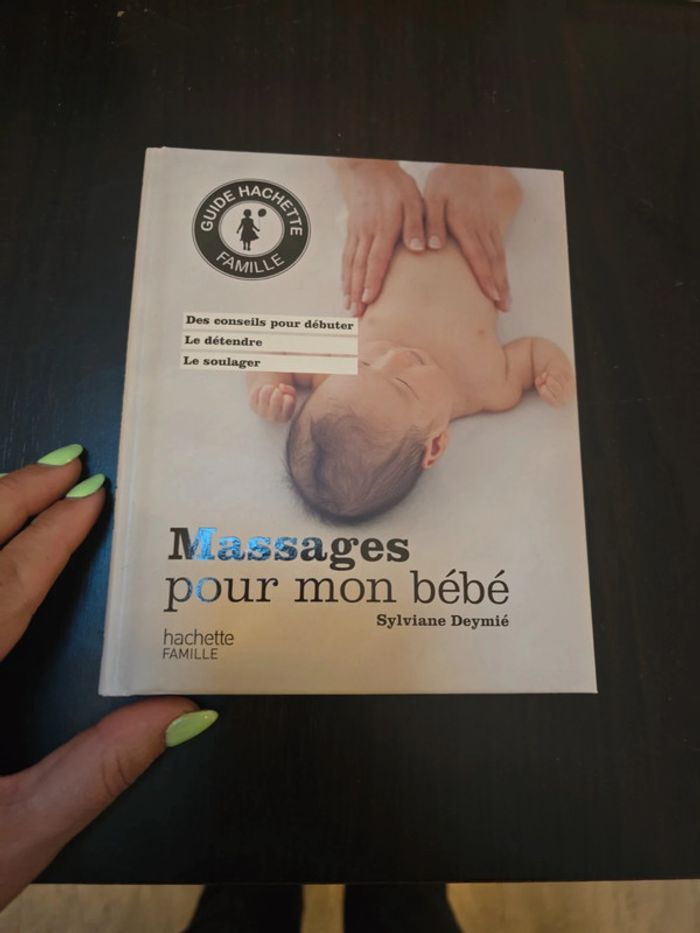 GUIDE HACHETTE
FAMILLE
Des conseils pour débuter
Le détendre
Le soulager
Massages
pour mon bébé
Sylviane Deymié
hachette
FAMILLE